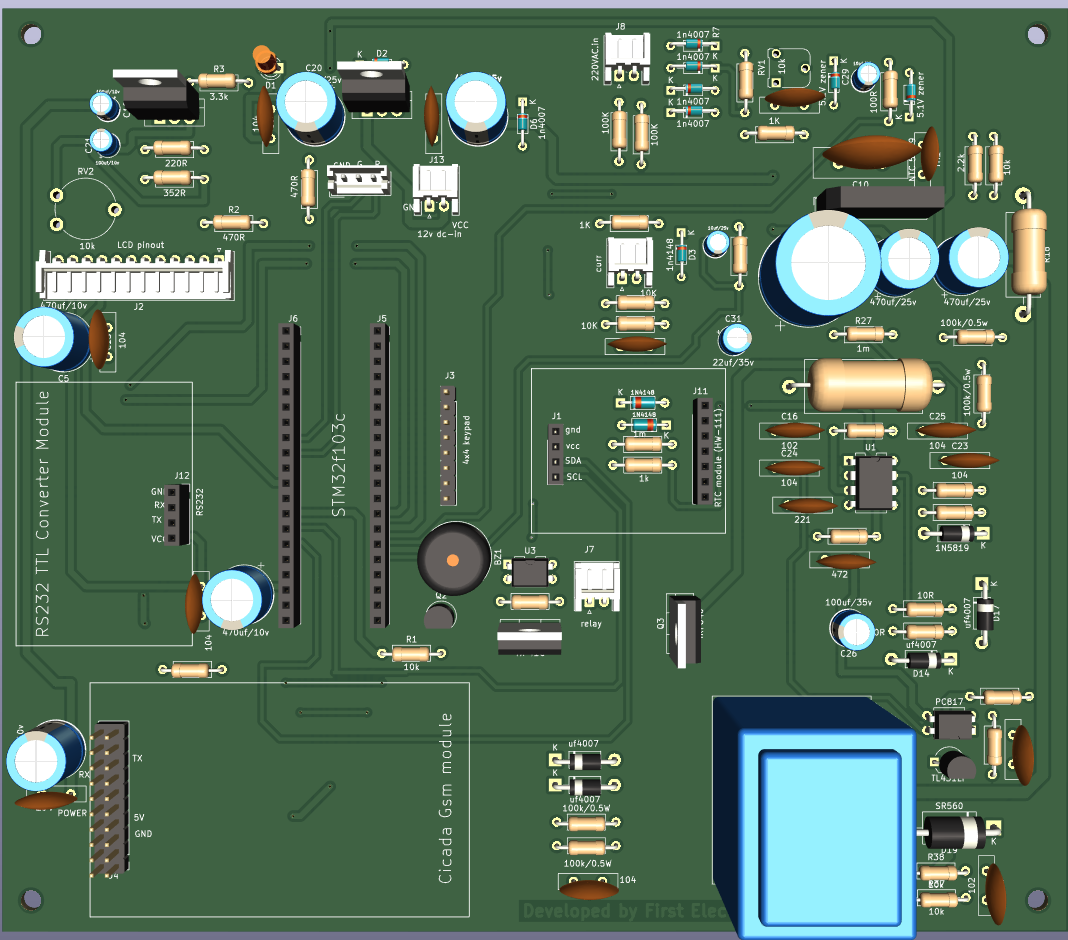 J8
1n4007
R7
220VAC.in
1n4007
1n4007
1n4007
100K
100K
RV1
10k
1K
5.1V zener
K
C29
100R
5.1V zener
K
D2
K
C20
R3
3.3k
D1
104
K
D6
1n4007
220R
352R
RV2
10k
R2
470R
470R
J13
GN
VCC
12v dc-in
2.2k
10k
C10
LCD pinout
J2
470uf/10v
C5
104
1K
curr
1n4148
D3
K
10K
10K
10uf/25v
C31
22uf/35v
470uf/25v
470uf/25v
R27
1m
100k/0.5w
100k/0.5w
J6
J5
J3
4x4 keypad
STM32f103c
RS232 TTL Converter Module
J12
GN
RX
TX
VC
RS232
470uf/10v
104
K
1N4148
1N4148
K
1m
1k
J11
RTC module (HW-111)
J1
gnd
vcc
SDA
SCL
C16
102
C24
104
221
472
U1
C25
104
C23
104
1N5819
K
BZ1
U3
J7
relay
Q2
R1
10k
Q3
100uf/35v
C26
10R
uf4007
D14
K
K
uf4007
D17
PC817
SR560
K
D19
R38
10k
102
TX
RX
5V
GND
POWER
J4
Cicada Gsm module
K
uf4007
K
uf4007
100k/0.5W
100k/0.5W
104
Developed by First Elec